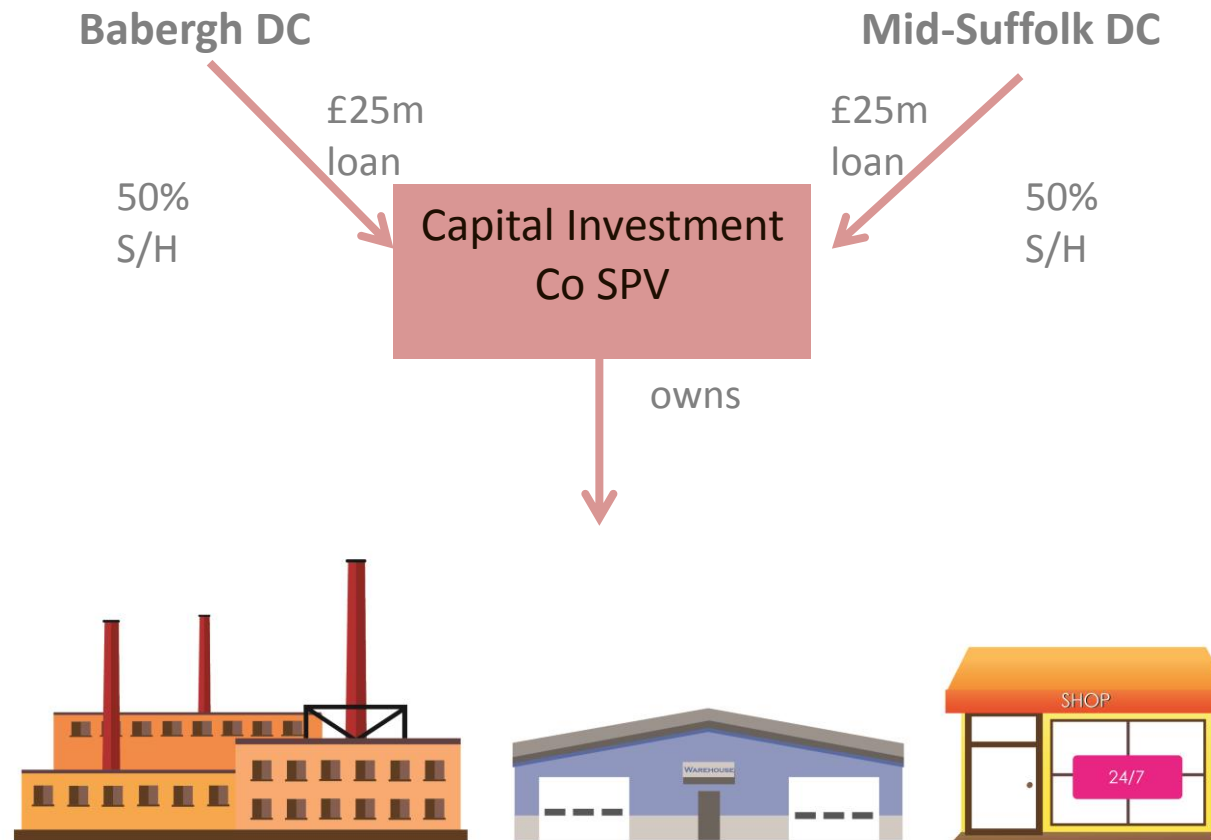 Babergh DC
Mid-Suffolk DC
£25m
loan
£25m
loan
50%
S/H
50%
S/H
Capital Investment
Co SPV
owns
WAREHOUSE
SHOP
24/7